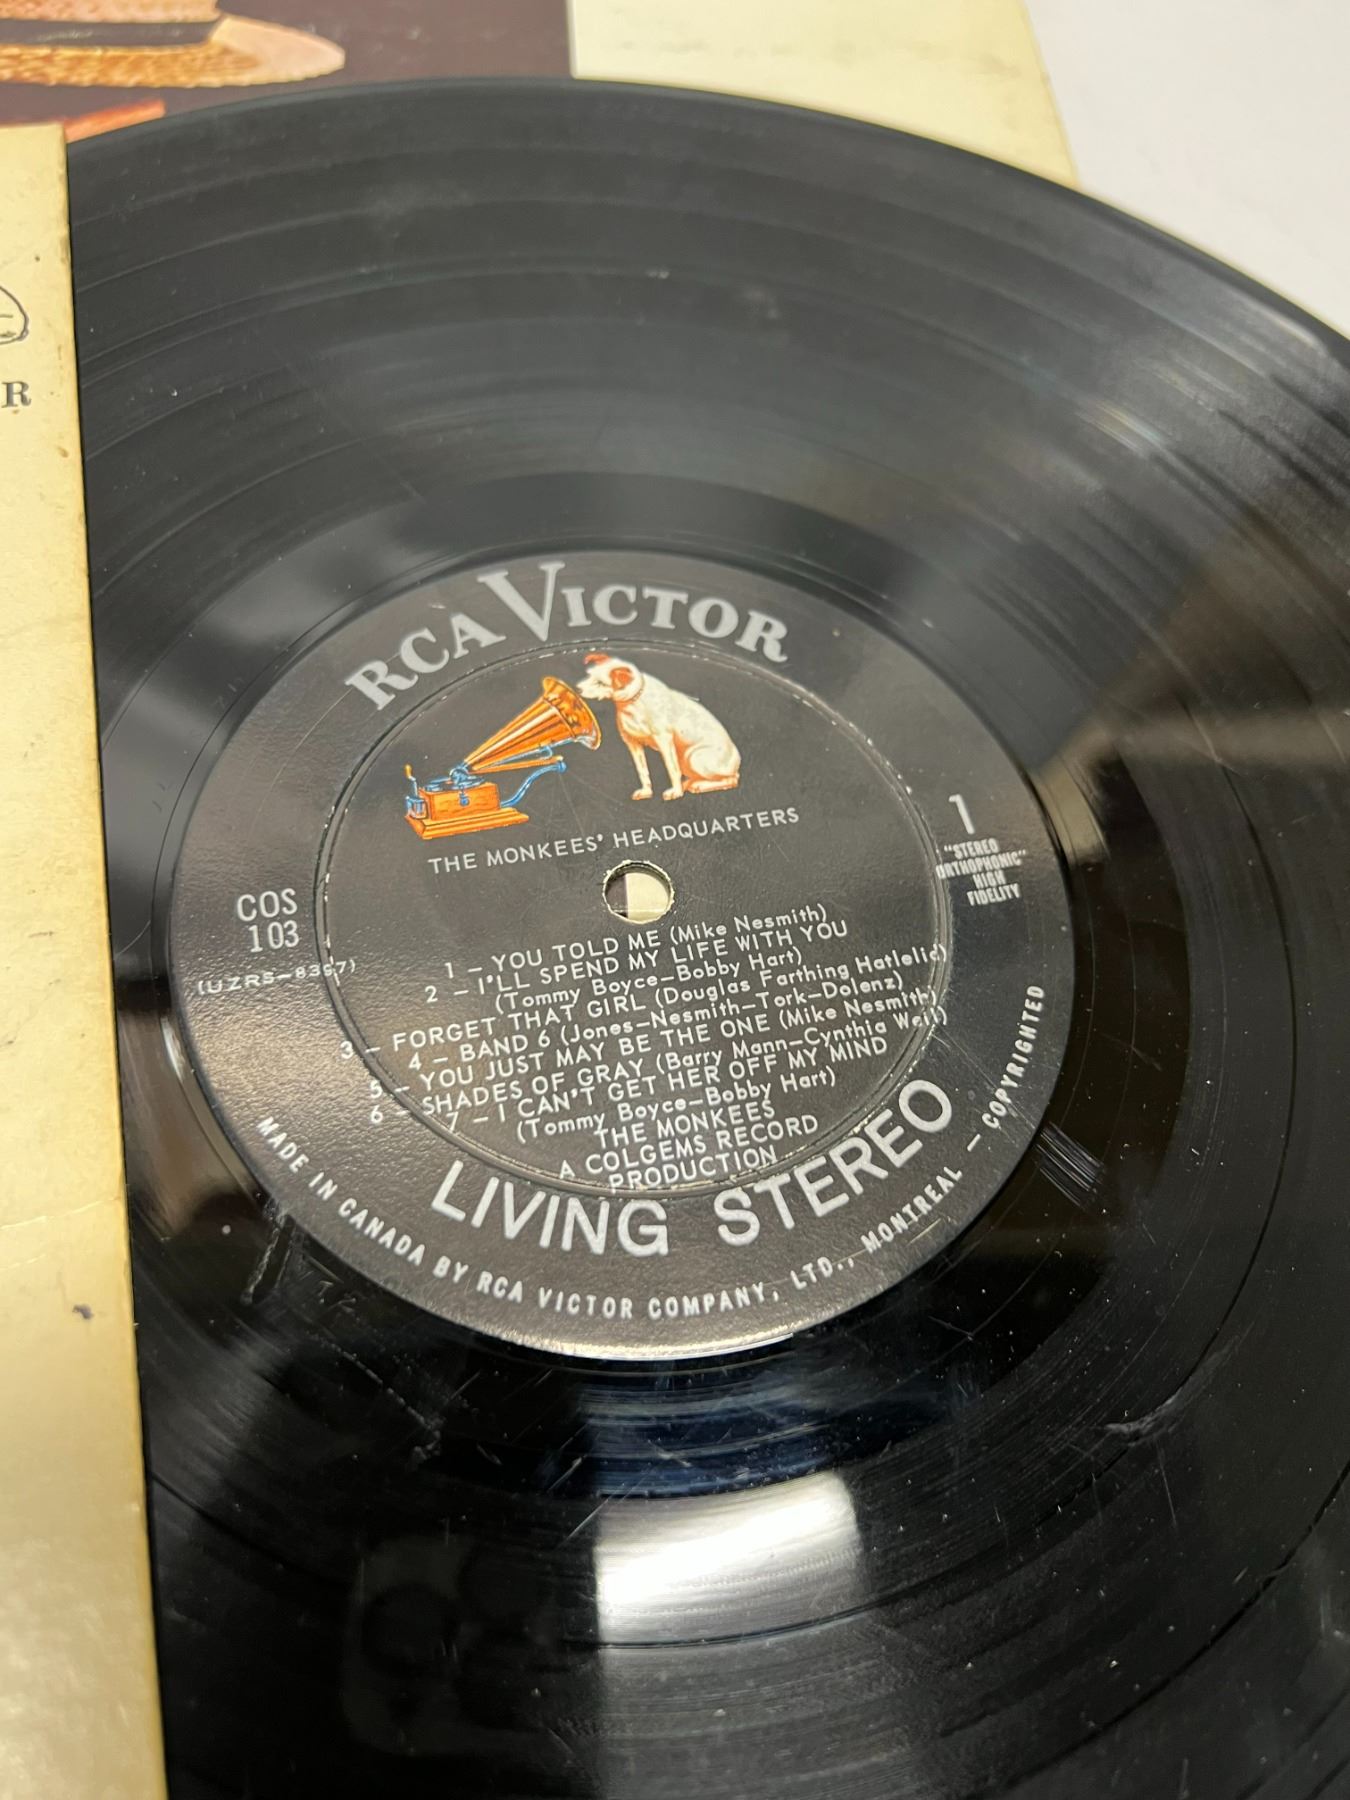 R
RCA VICTOR
THE MONKEES' HEADQUARTERS
1
"STEREO
ORTHOPHONIC"
HIGH
FIDELITY
COS
103
(UZRS-8397)
1 - YOU TOLD ME (Mike Nesmith)
2 - I'LL SPEND MY LIFE WITH YOU
(Tommy Boyce-Bobby Hart)
3 - FORGET THAT GIRL (Douglas Farthing Hatlelid)
4 - BAND 6 (Jones-Nesmith-Tork-Dolenz)
5 - YOU JUST MAY BE THE ONE (Mike Nesmith)
6 - SHADES OF GRAY (Barry Mann-Cynthia Weil)
7 - I CAN'T GET HER OFF MY MIND
(Tommy Boyce-Bobby Hart)
THE MONKEES
A COLGEMS RECORD
PRODUCTION
LIVING STEREO
MADE IN CANADA BY RCA VICTOR COMPANY, LTD., MONTREAL - COPYRIGHTED